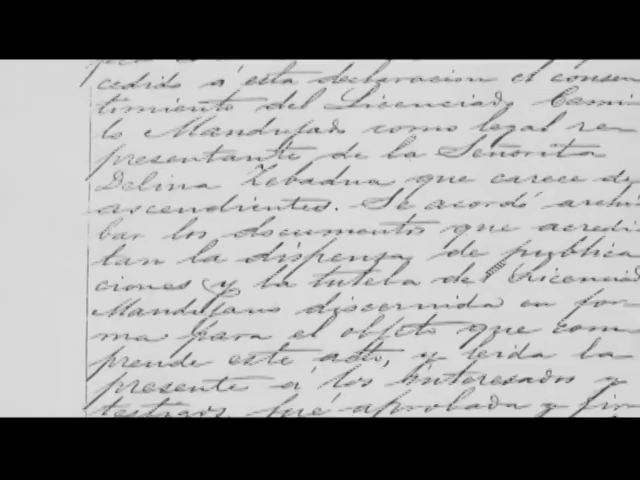 cedido á esta declaracion el consen
timiento del Licenciado Cami
lo Mandujano como legal re
presentante de la Señorita
Delina Zebadua que carece de
ascendientes. Se acordó archi
bar los documentos que acredi
tan la dispensa de publica
ciones y la tutela del Licenciado
Mandujano discernida en for
ma para el objeto que com
prende este acto, y leida la
presente á los interesados y
testigos, fué aprobada y fir